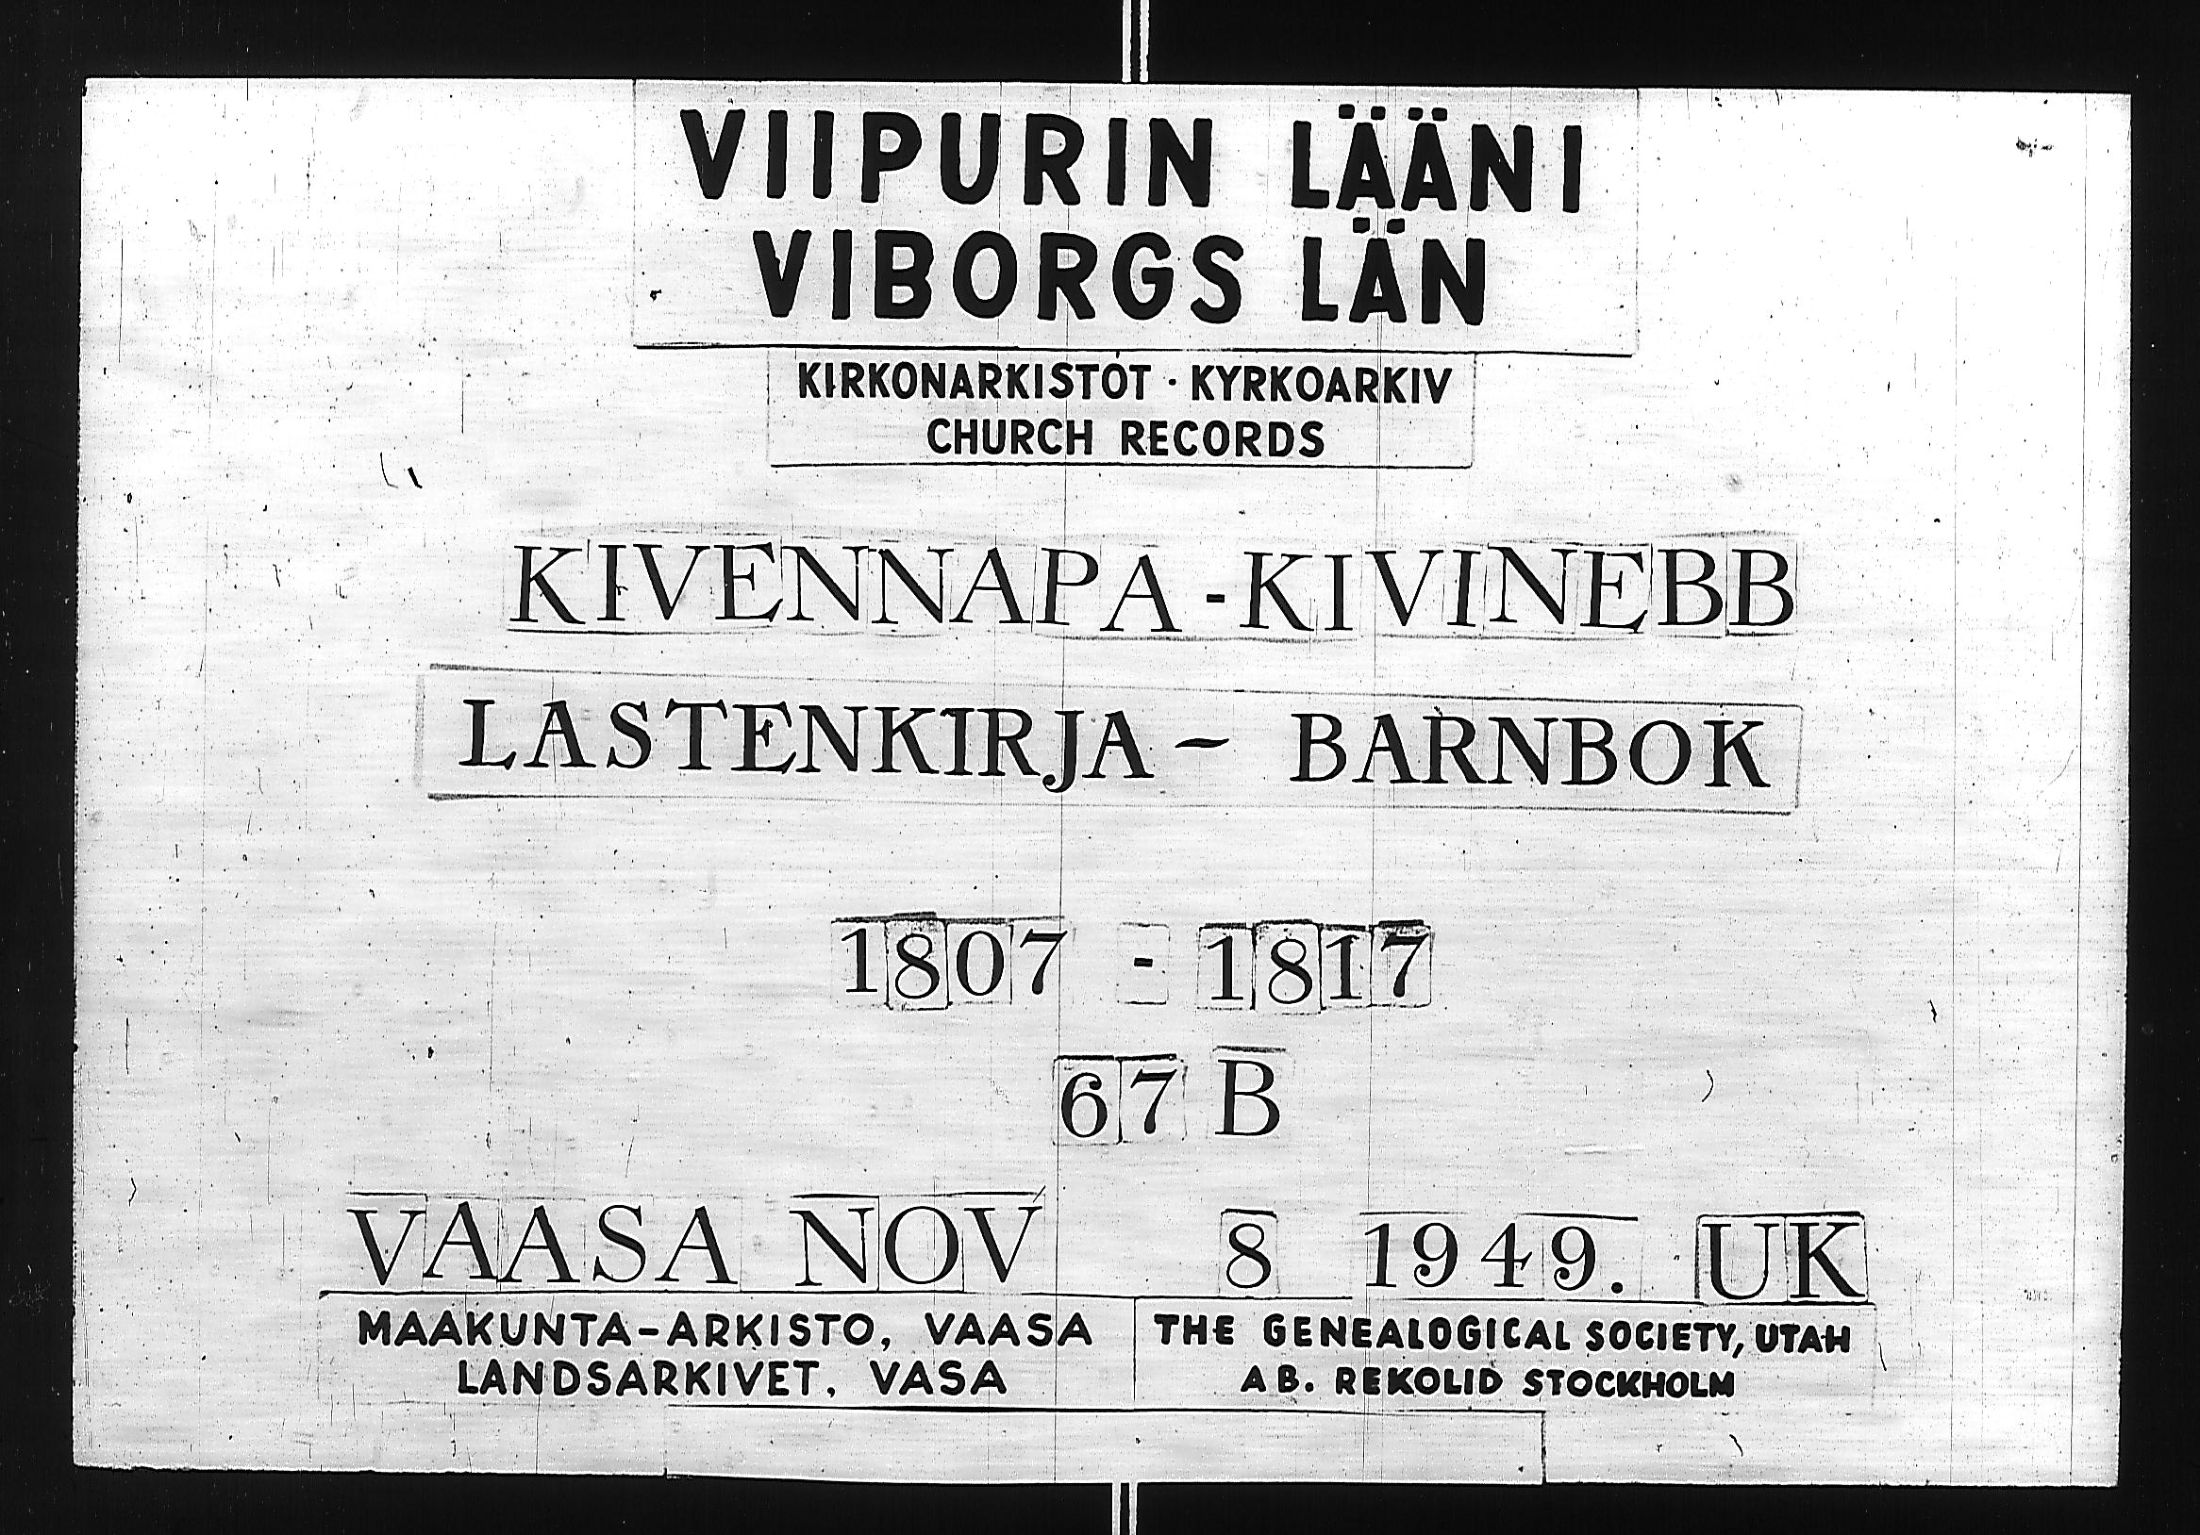 VIIPURIN LÄÄNI
VIBORGS LÄN
KIRKONARKISTOT · KYRKOARKIV
CHURCH RECORDS
KIVENNAPA - KIVINEBB
LASTENKIRJA - BARNBOK
1807 - 1817
67 B
VAASA NOV 8 1949. UK
MAAKUNTA-ARKISTO, VAASA
LANDSARKIVET, VASA
THE GENEALOGICAL SOCIETY, UTAH
AB. REKOLID STOCKHOLM